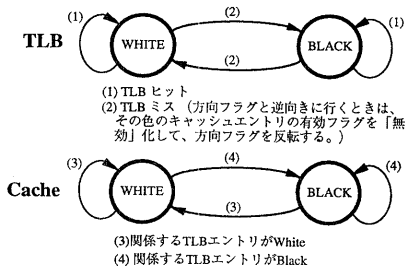 (1) (2) (1)
TLB WHITE BLACK
(2)
(1) TLB ヒット
(2) TLB ミス (方向フラグと逆向きに行くときは、
その色のキャッシュエントリの有効フラグを「無
効」化して、方向フラグを反転する。)
(3) (4) (4)
Cache WHITE BLACK
(3)
(3)関係するTLBエントリがWhite
(4) 関係するTLBエントリがBlack